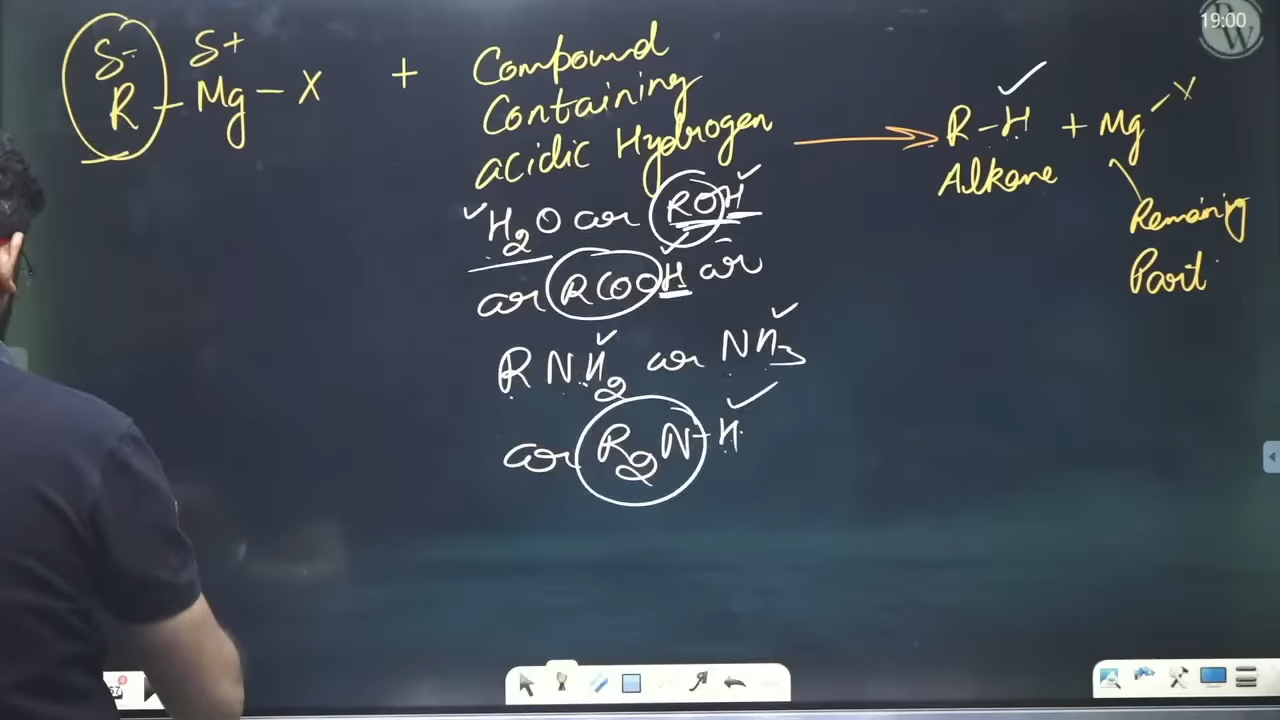 19:00
PW
δ- δ+
R - Mg - X + Compound
Containing
acidic Hydrogen
R-H + Mg X
Alkane
Remaining
Part
H2O or ROH
or RCOOH or
RNH2 or NH3
or R2N-H